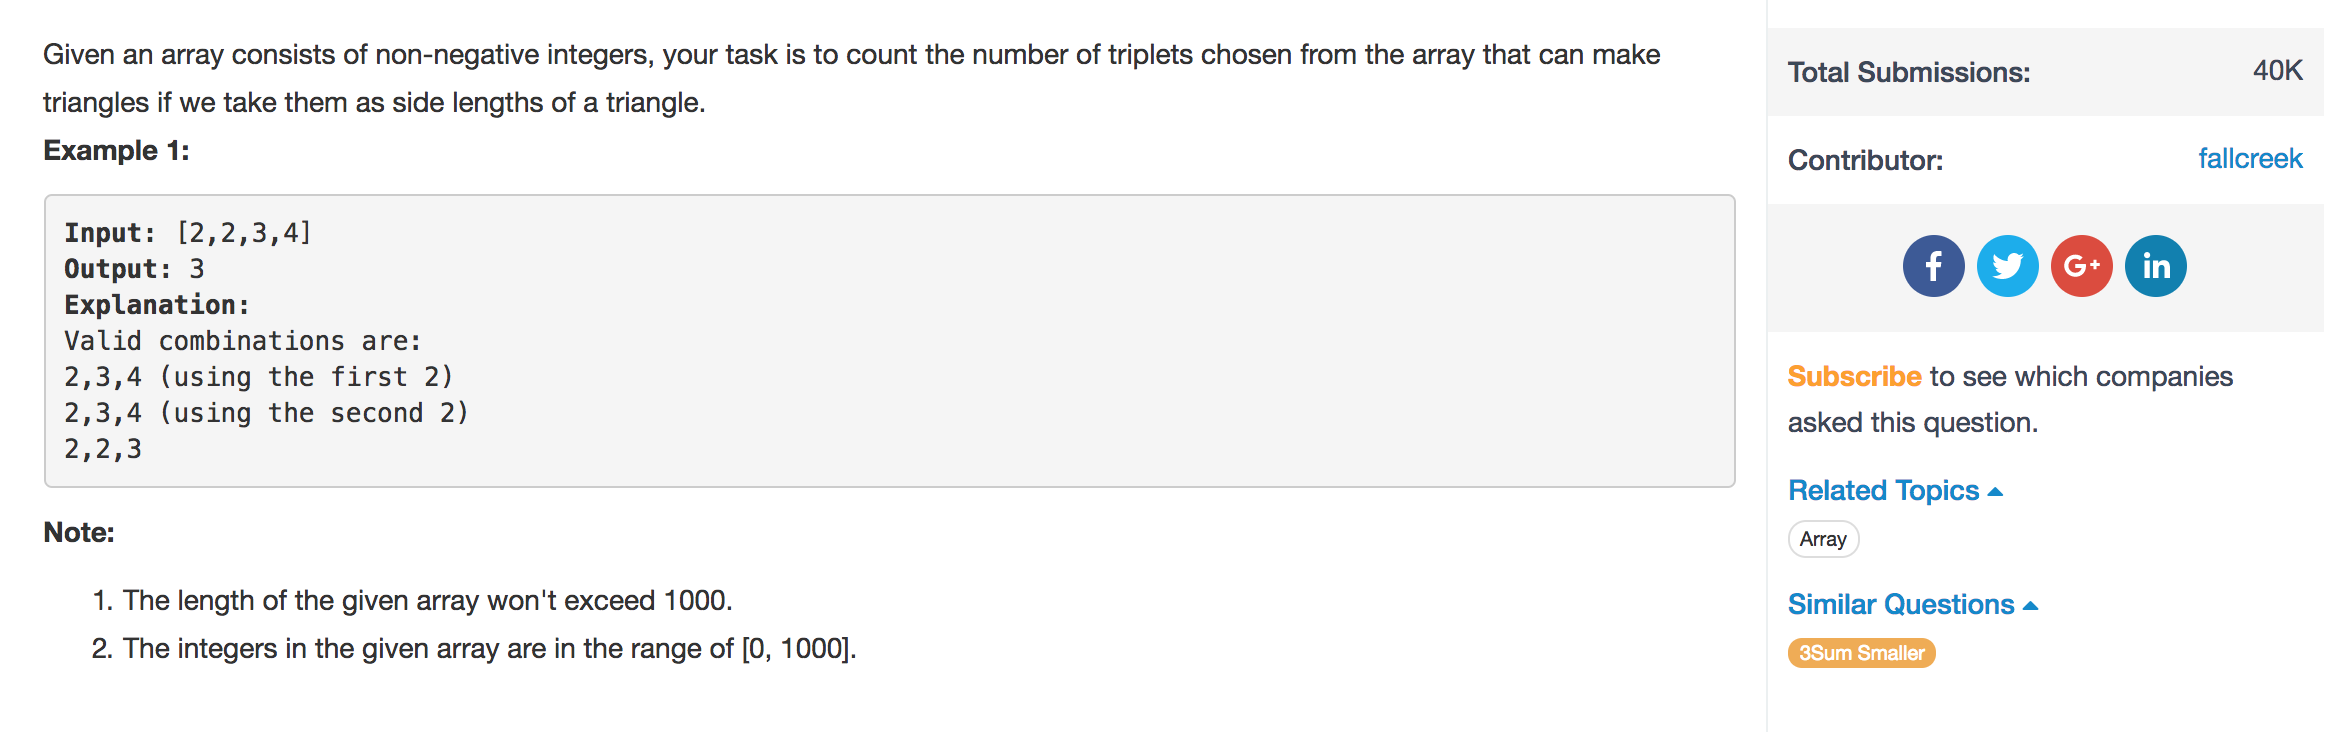 Given an array consists of non-negative integers, your task is to count the number of triplets chosen from the array that can make
triangles if we take them as side lengths of a triangle.
Example 1:
Input: [2,2,3,4]
Output: 3
Explanation:
Valid combinations are:
2,3,4 (using the first 2)
2,3,4 (using the second 2)
2,2,3
Note:
1. The length of the given array won't exceed 1000.
2. The integers in the given array are in the range of [0, 1000].
Total Submissions: 40K
Contributor: fallcreek
f G+ in
Subscribe to see which companies
asked this question.
Related Topics
Array
Similar Questions
3Sum Smaller